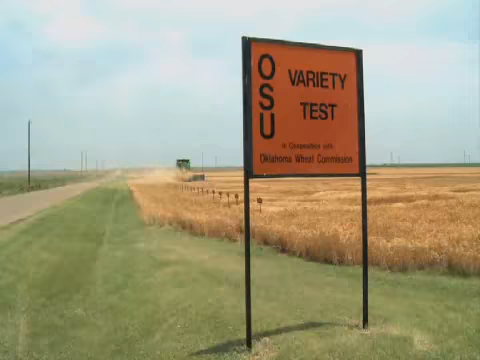 OSU
VARIETY
TEST
in Cooperation with
Oklahoma Wheat Commission